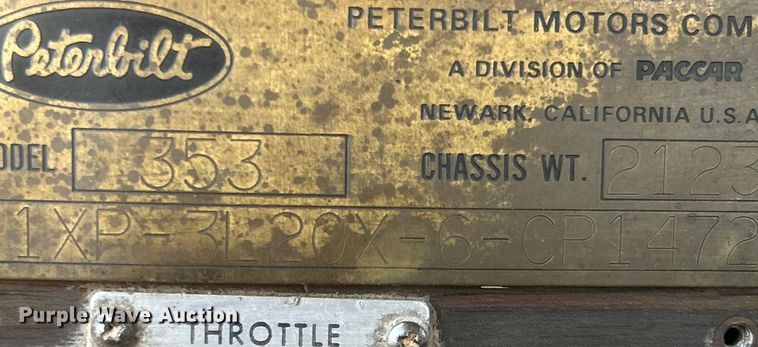 Peterbilt
PETERBILT MOTORS COM
A DIVISION OF PACCAR
NEWARK, CALIFORNIA U.S.A
ODEL 353 CHASSIS WT. 2123
1XP-3L20X-6-CP1472
Purple Wave Auction
THROTTLE